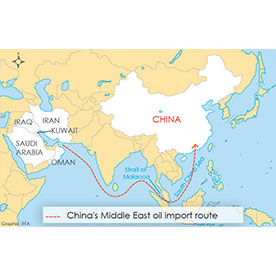 IRAN
IRAQ
KUWAIT
CHINA
SAUDI
ARABIA
OMAN
Strait of
Malacca
South China Sea
China's Middle East oil import route
Graphic: RFA